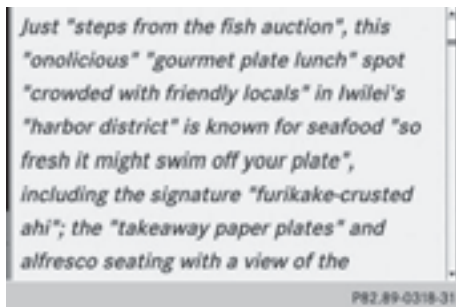 Just "steps from the fish auction", this
"onolicious" "gourmet plate lunch" spot
"crowded with friendly locals" in Iwilei's
"harbor district" is known for seafood "so
fresh it might swim off your plate",
including the signature "furikake-crusted
ahi"; the "takeaway paper plates" and
alfresco seating with a view of the
P82.89-0318-31